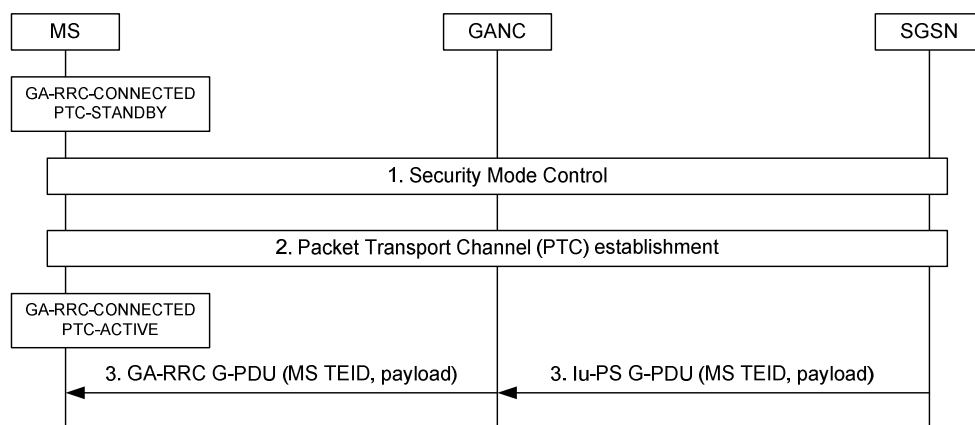 MS
GANC
SGSN
GA-RRC-CONNECTED
PTC-STANDBY
1. Security Mode Control
2. Packet Transport Channel (PTC) establishment
GA-RRC-CONNECTED
PTC-ACTIVE
3. GA-RRC G-PDU (MS TEID, payload)
3. Iu-PS G-PDU (MS TEID, payload)